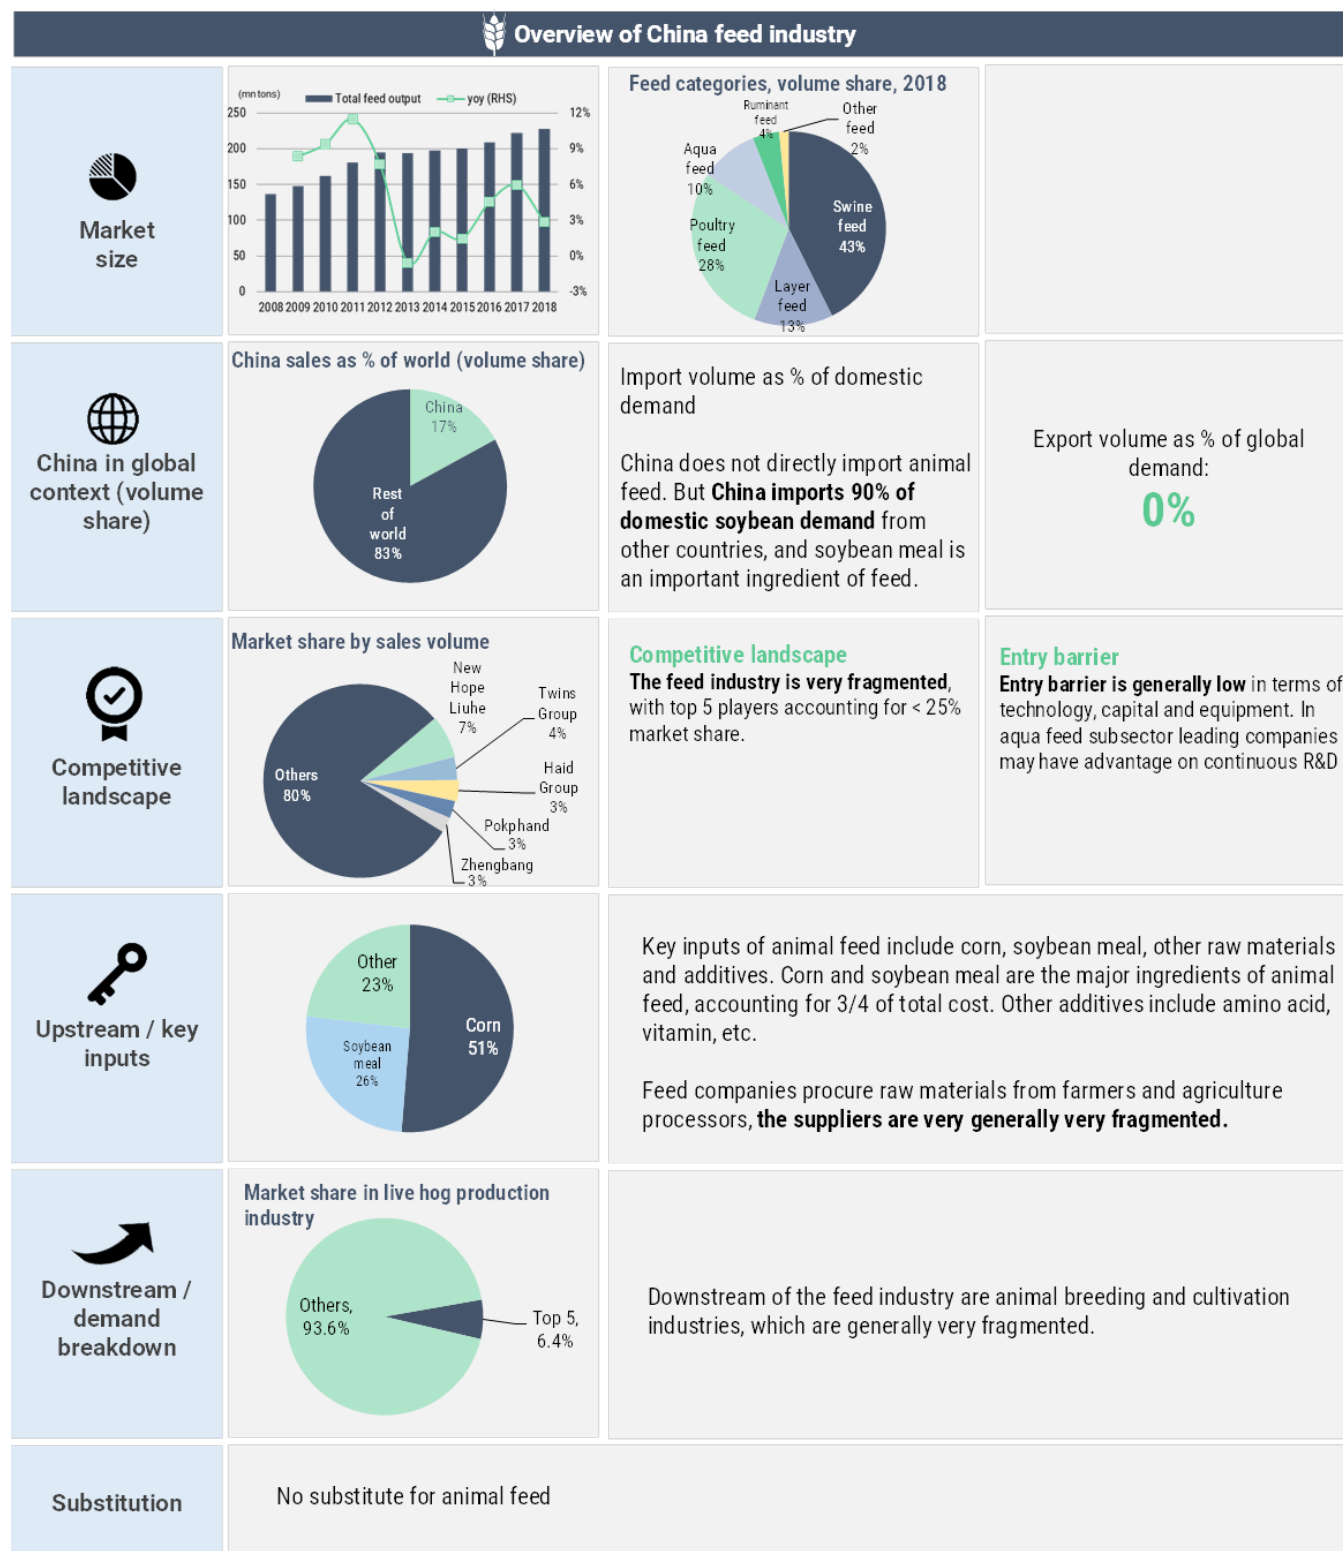 Overview of China feed industry
Market
size
(mn tons)
Total feed output
yoy (RHS)
250
200
150
100
50
0
12%
9%
6%
3%
0%
-3%
2008 2009 2010 2011 2012 2013 2014 2015 2016 2017 2018
Feed categories, volume share, 2018
Ruminant
feed
4%
Other
feed
2%
Aqua
feed
10%
Swine
feed
43%
Poultry
feed
28%
Layer
feed
13%
China in global
context (volume
share)
China sales as % of world (volume share)
China
17%
Rest
of
world
83%
Import volume as % of domestic
demand
China does not directly import animal
feed. But China imports 90% of
domestic soybean demand from
other countries, and soybean meal is
an important ingredient of feed.
Export volume as % of global
demand:
0%
Competitive
landscape
Market share by sales volume
New
Hope
Liuhe
7%
Twins
Group
4%
Haid
Group
3%
Pokphand
3%
Zhengbang
3%
Others
80%
Competitive landscape
The feed industry is very fragmented,
with top 5 players accounting for < 25%
market share.
Entry barrier
Entry barrier is generally low in terms of
technology, capital and equipment. In
aqua feed subsector leading companies
may have advantage on continuous R&D
Upstream / key
inputs
Other
23%
Corn
51%
Soybean
meal
26%
Key inputs of animal feed include corn, soybean meal, other raw materials
and additives. Corn and soybean meal are the major ingredients of animal
feed, accounting for 3/4 of total cost. Other additives include amino acid,
vitamin, etc.
Feed companies procure raw materials from farmers and agriculture
processors, the suppliers are very generally very fragmented.
Downstream /
demand
breakdown
Market share in live hog production
industry
Others,
93.6%
Top 5,
6.4%
Downstream of the feed industry are animal breeding and cultivation
industries, which are generally very fragmented.
Substitution
No substitute for animal feed